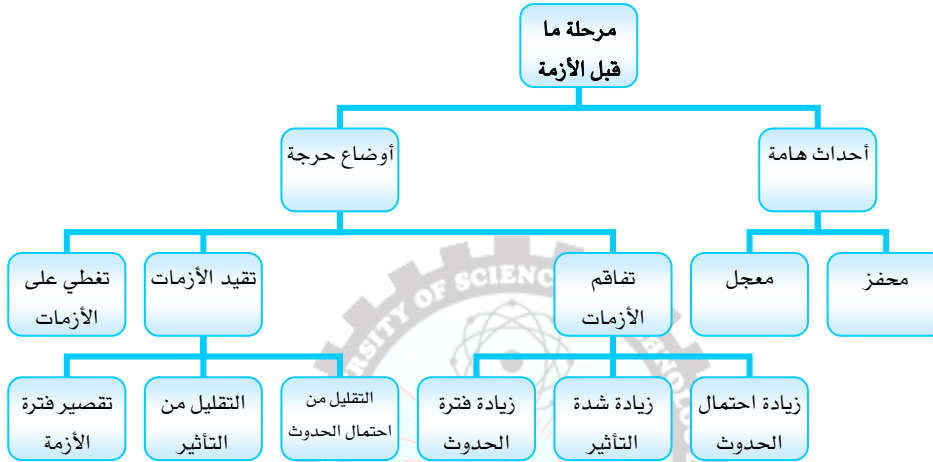 مرحلة ما
قبل الأزمة
أحداث هامة
أوضاع حرجة
محفز
معجل
تفاقم
الأزمات
تقيد الأزمات
تغطي على
الأزمات
زيادة احتمال
الحدوث
زيادة شدة
التأثير
زيادة فترة
الحدوث
التقليل من
احتمال الحدوث
التقليل من
التأثير
تقصير فترة
الأزمة